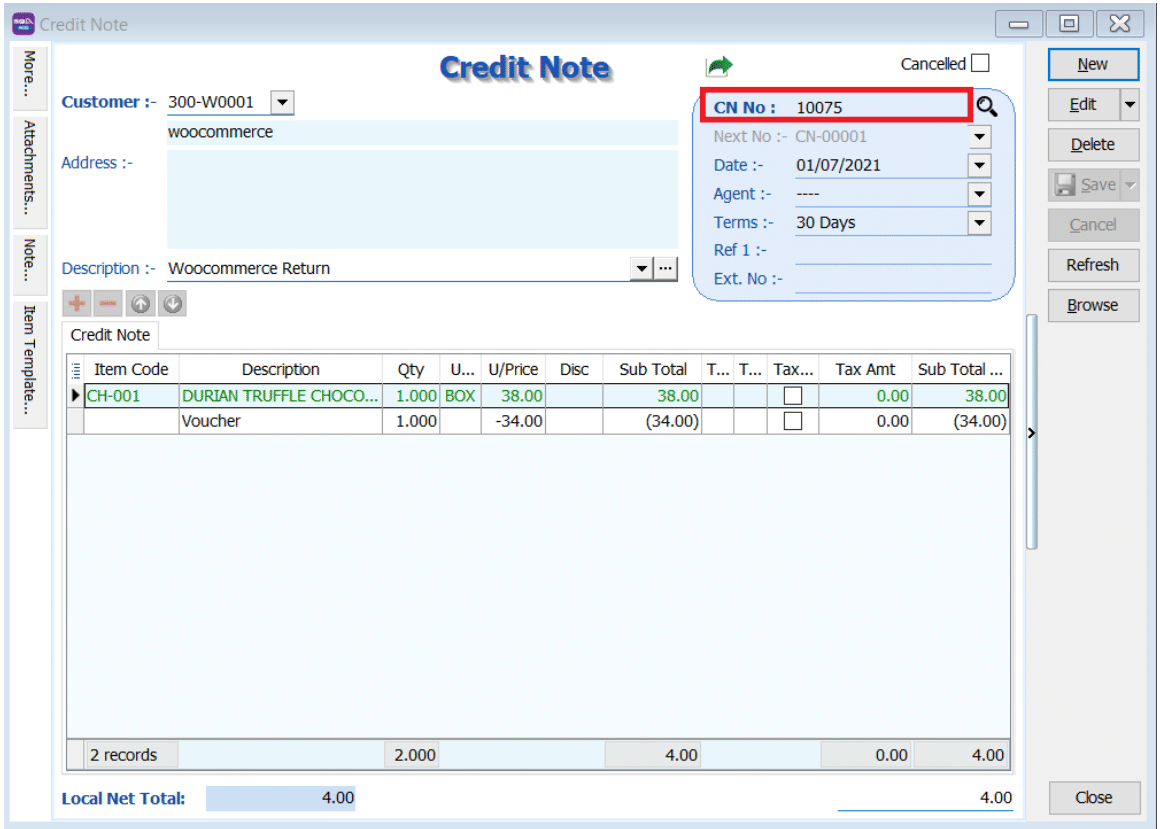 Credit Note
More...
Attachments...
Note...
Item Template...
Credit Note
Cancelled
Customer :- 300-W0001
woocommerce
Address :-
Description :- Woocommerce Return
CN No : 10075
Next No :- CN-00001
Date :- 01/07/2021
Agent :- ----
Terms :- 30 Days
Ref 1 :-
Ext. No :-
New
Edit
Delete
Save
Cancel
Refresh
Browse
Credit Note
Item Code Description Qty U... U/Price Disc Sub Total T... T... Tax... Tax Amt Sub Total ...
CH-001 DURIAN TRUFFLE CHOCO... 1.000 BOX 38.00 38.00 0.00 38.00
Voucher 1.000 -34.00 (34.00) 0.00 (34.00)
2 records 2.000 4.00 0.00 4.00
Local Net Total: 4.00 4.00
Close